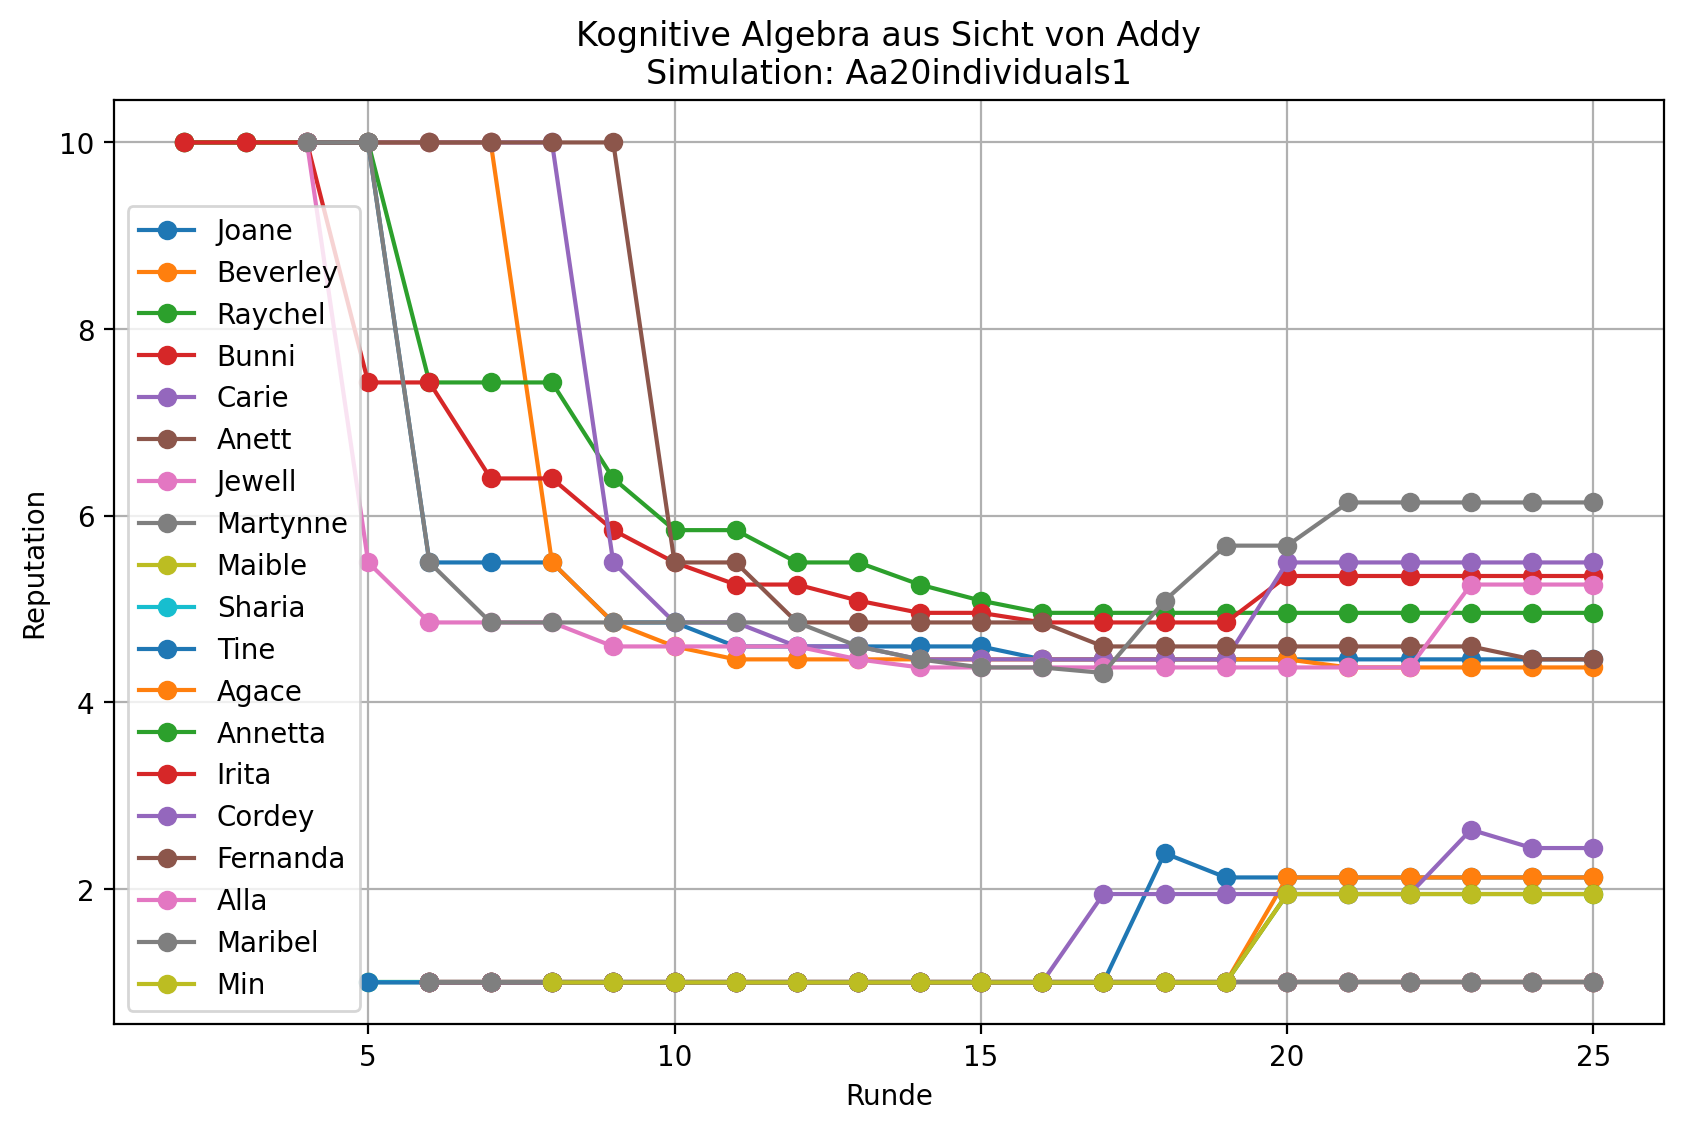 Kognitive Algebra aus Sicht von Addy
Simulation: Aa20individuals1
Reputation
10
8
6
4
2
Joane
Beverley
Raychel
Bunni
Carie
Anett
Jewell
Martynne
Maible
Sharia
Tine
Agace
Annetta
Irita
Cordey
Fernanda
Alla
Maribel
Min
5
10
15
20
25
Runde